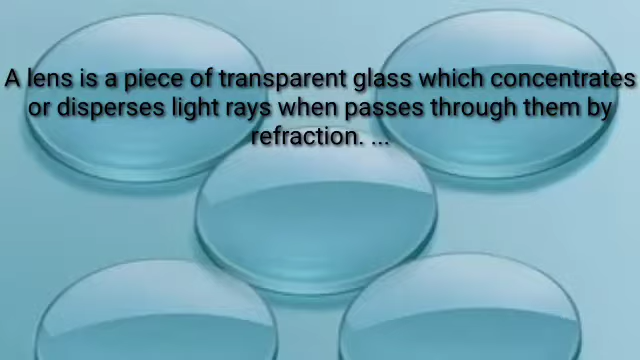 A lens is a piece of transparent glass which concentrates
or disperses light rays when passes through them by
refraction. ...